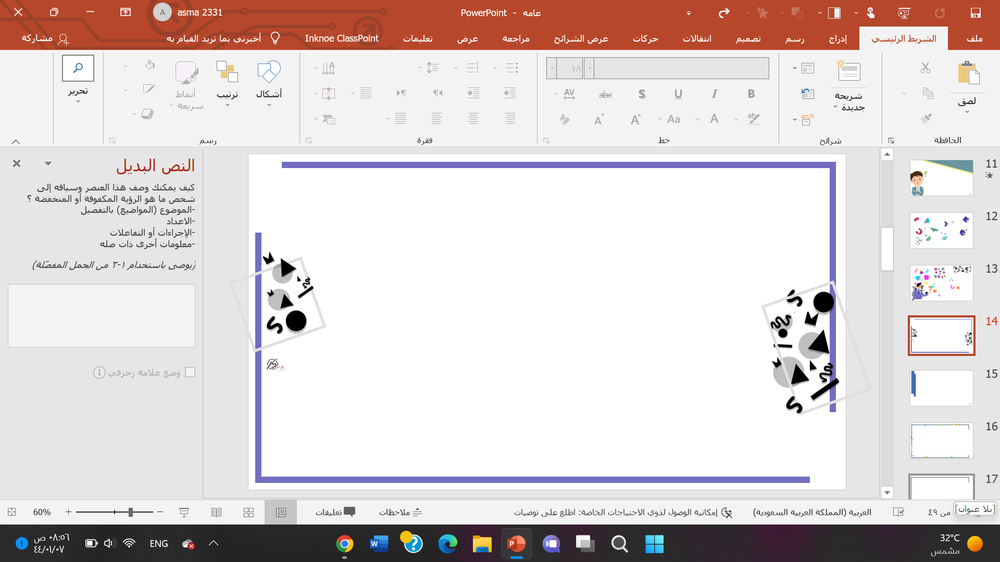 عامه - PowerPoint
asma 2331
A
ملف
الشريط الرئيسي
إدراج
رسم
تصميم
انتقالات
حركات
عرض الشرائح
مراجعة
عرض
تعليمات
Inknoe ClassPoint
أخبرني بما تريد القيام به
مشاركة
لصق
الحافظة
شريحة
جديدة
شرائح
١٨
خط
فقرة
أشكال
ترتيب
أنماط
سريعة
رسم
تحرير
النص البديل
كيف يمكنك وصف هذا العنصر وسياقه إلى
شخص ما هو الرؤية المكفوفة أو المنخفضة ؟
-الموضوع (المواضيع) بالتفصيل
-الاعداد
-الإجراءات أو التفاعلات
-معلومات أخرى ذات صله
(يوصى باستخدام ١-٢ من الجمل المفصّلة)
وضع علامة زخرفي
11
12
13
14
15
16
17
[بلا عنوان]
من ٤٩
العربية (المملكة العربية السعودية)
إمكانية الوصول لذوي الاحتياجات الخاصة: اطلع على توصيات
ملاحظات
تعليقات
60%
32°C
مشمس
ENG
٠٨:٥٦ ص
٤٤/٠١/٠٧
١